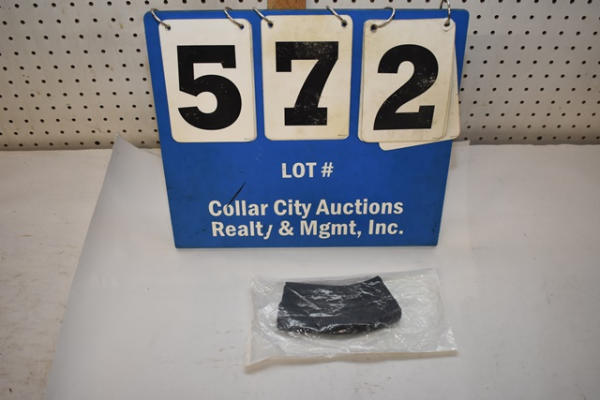 572
LOT #
Collar City Auctions
Realty & Mgmt, Inc.